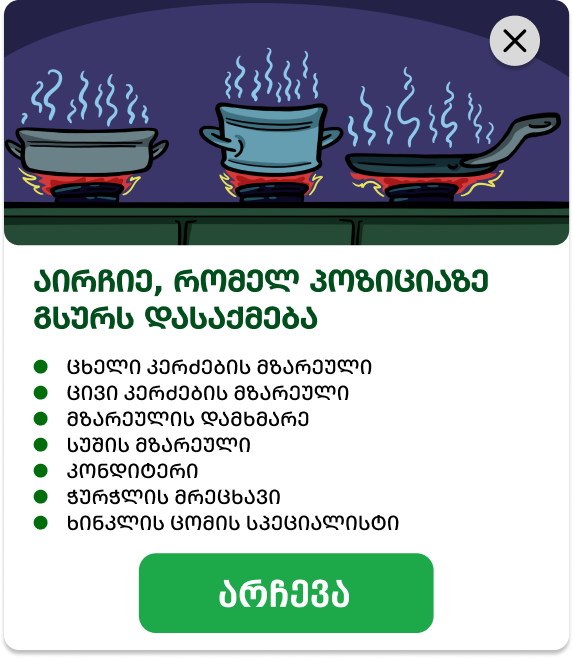 აირჩიე, რომელ პოზიციაზე
გსურს დასაქმება
ცხელი კერძების მზარეული
ცივი კერძების მზარეული
მზარეულის დამხმარე
სუშის მზარეული
კონდიტერი
ჭურჭლის მრეცხავი
ხინკლის ცომის სპეციალისტი
არჩევა